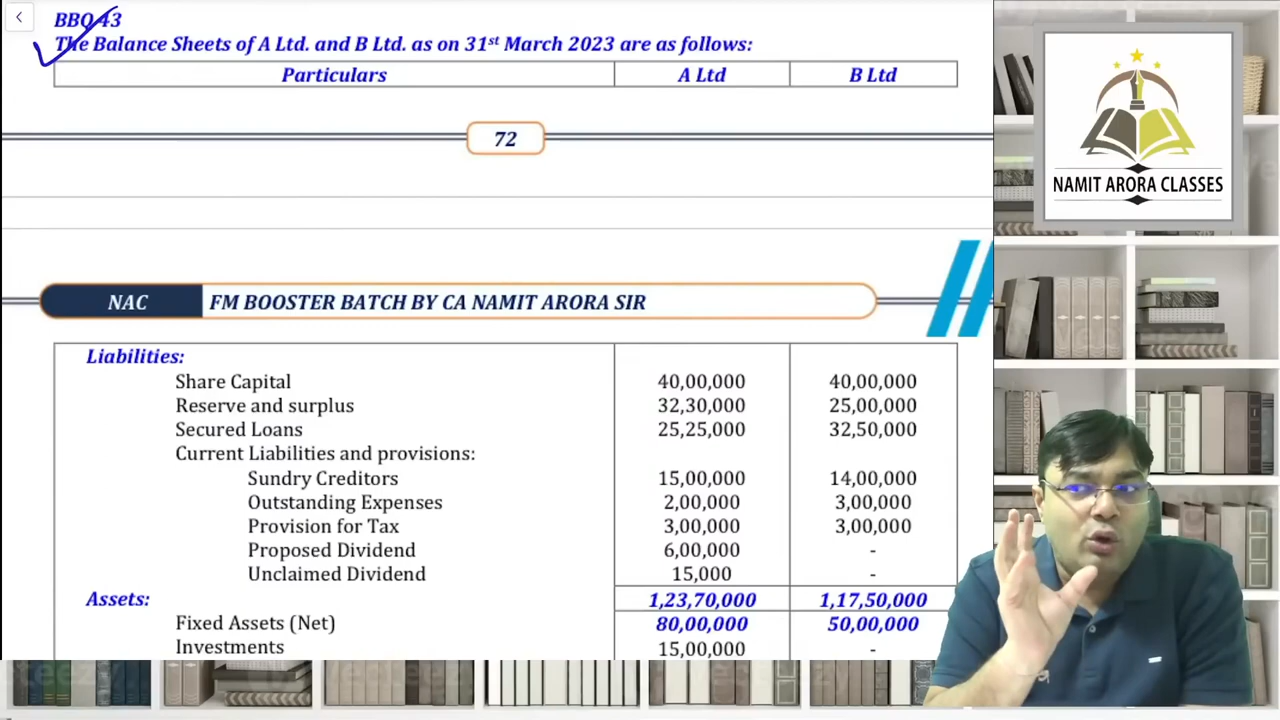 BBQ 43
The Balance Sheets of A Ltd. and B Ltd. as on 31st March 2023 are as follows:
Particulars A Ltd B Ltd
72
NAMIT ARORA CLASSES
NAC FM BOOSTER BATCH BY CA NAMIT ARORA SIR
Liabilities:
Share Capital 40,00,000 40,00,000
Reserve and surplus 32,30,000 25,00,000
Secured Loans 25,25,000 32,50,000
Current Liabilities and provisions:
Sundry Creditors 15,00,000 14,00,000
Outstanding Expenses 2,00,000 3,00,000
Provision for Tax 3,00,000 3,00,000
Proposed Dividend 6,00,000 -
Unclaimed Dividend 15,000 -
Assets: 1,23,70,000 1,17,50,000
Fixed Assets (Net) 80,00,000 50,00,000
Investments 15,00,000 -